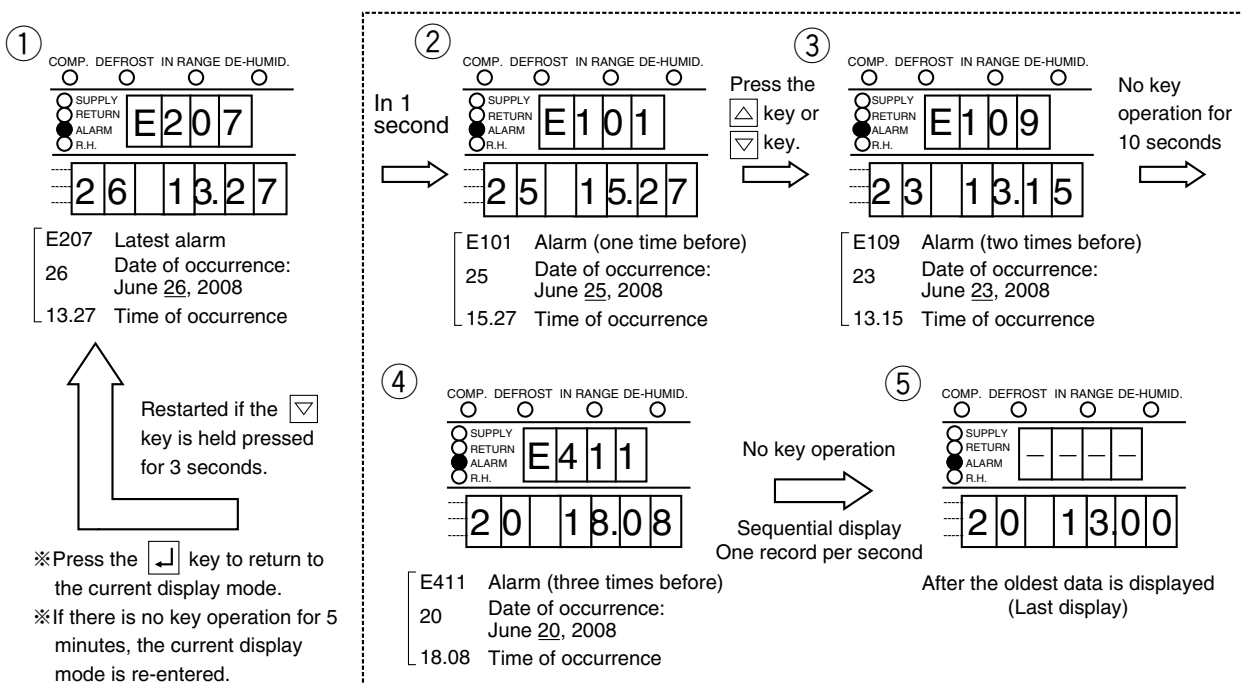 ①
COMP. DEFROST IN RANGE DE-HUMID.
SUPPLY
RETURN
ALARM
R.H.
E207
26 13.27
E207 Latest alarm
26 Date of occurrence:
June 26, 2008
13.27 Time of occurrence
In 1
second
②
COMP. DEFROST IN RANGE DE-HUMID.
SUPPLY
RETURN
ALARM
R.H.
E101
25 15.27
E101 Alarm (one time before)
25 Date of occurrence:
June 25, 2008
15.27 Time of occurrence
Press the
△ key or
▽ key.
③
COMP. DEFROST IN RANGE DE-HUMID.
SUPPLY
RETURN
ALARM
R.H.
E109
23 13.15
E109 Alarm (two times before)
23 Date of occurrence:
June 23, 2008
13.15 Time of occurrence
No key
operation for
10 seconds
④
COMP. DEFROST IN RANGE DE-HUMID.
SUPPLY
RETURN
ALARM
R.H.
E411
20 18.08
E411 Alarm (three times before)
20 Date of occurrence:
June 20, 2008
18.08 Time of occurrence
No key operation
Sequential display
One record per second
⑤
COMP. DEFROST IN RANGE DE-HUMID.
SUPPLY
RETURN
ALARM
R.H.
– – – –
20 13.00
After the oldest data is displayed
(Last display)
Restarted if the ▽
key is held pressed
for 3 seconds.
※Press the ↵ key to return to
the current display mode.
※If there is no key operation for 5
minutes, the current display
mode is re-entered.